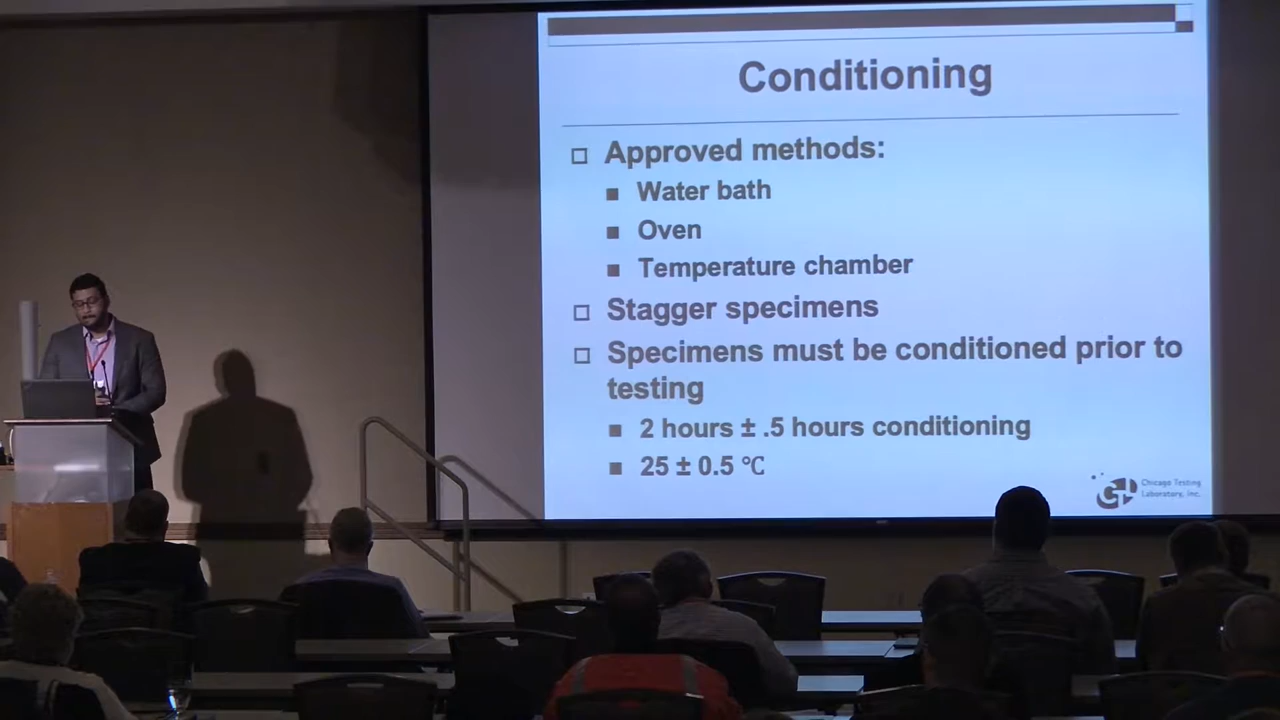 Conditioning
Approved methods:
Water bath
Oven
Temperature chamber
Stagger specimens
Specimens must be conditioned prior to
testing
2 hours ± .5 hours conditioning
25 ± 0.5 °C
Chicago Testing
Laboratory, Inc.